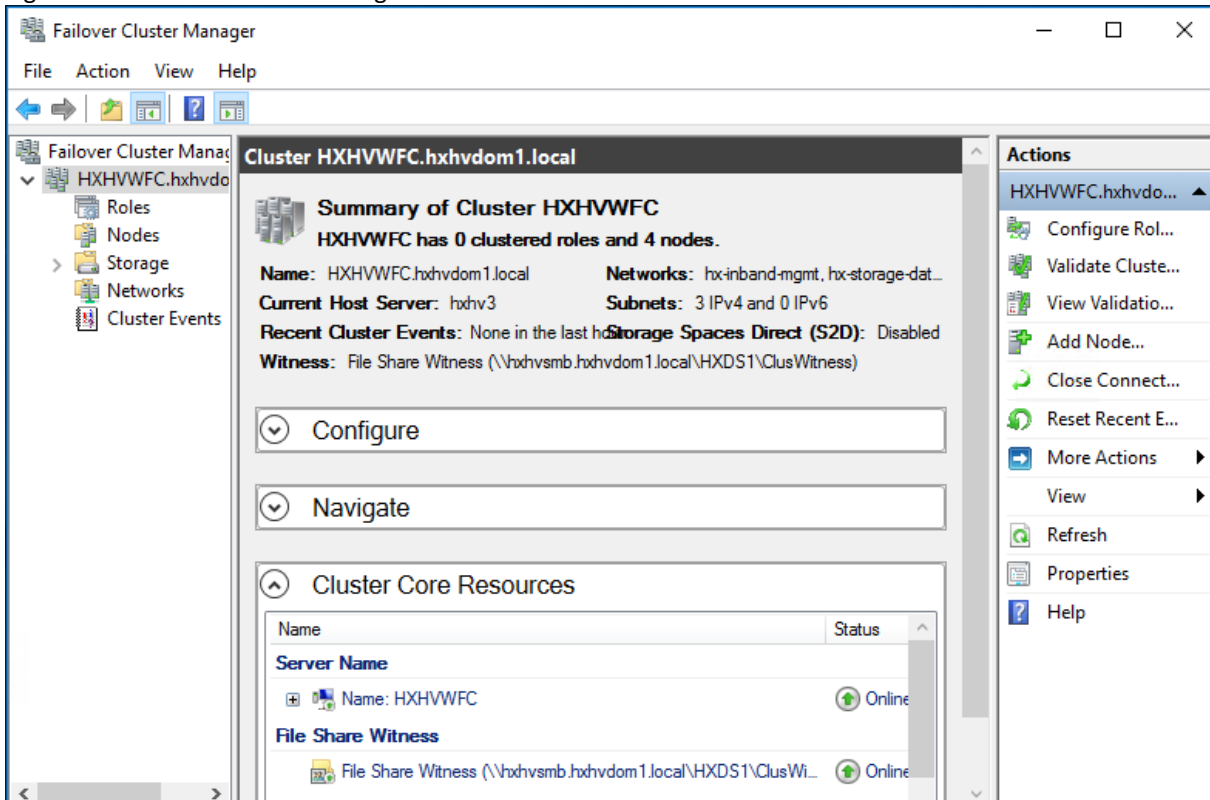 Failover Cluster Manager
File Action View Help
Failover Cluster Manag
HXHVWFC.hxhvdo
Roles
Nodes
Storage
Networks
Cluster Events
Cluster HXHVWFC.hxhvdom1.local
Summary of Cluster HXHVWFC
HXHVWFC has 0 clustered roles and 4 nodes.
Name: HXHVWFC.hxhvdom1.local Networks: hx-inband-mgmt, hx-storage-dat...
Current Host Server: hxhv3 Subnets: 3 IPv4 and 0 IPv6
Recent Cluster Events: None in the last ho Storage Spaces Direct (S2D): Disabled
Witness: File Share Witness (\\hxhvsmb.hxhvdom1.local\HXDS1\ClusWitness)
Configure
Navigate
Cluster Core Resources
Name Status
Server Name
Name: HXHVWFC Online
File Share Witness
File Share Witness (\\hxhvsmb.hxhvdom1.local\HXDS1\ClusWi... Online
Actions
HXHVWFC.hxhvdo...
Configure Rol...
Validate Cluste...
View Validatio...
Add Node...
Close Connect...
Reset Recent E...
More Actions
View
Refresh
Properties
Help